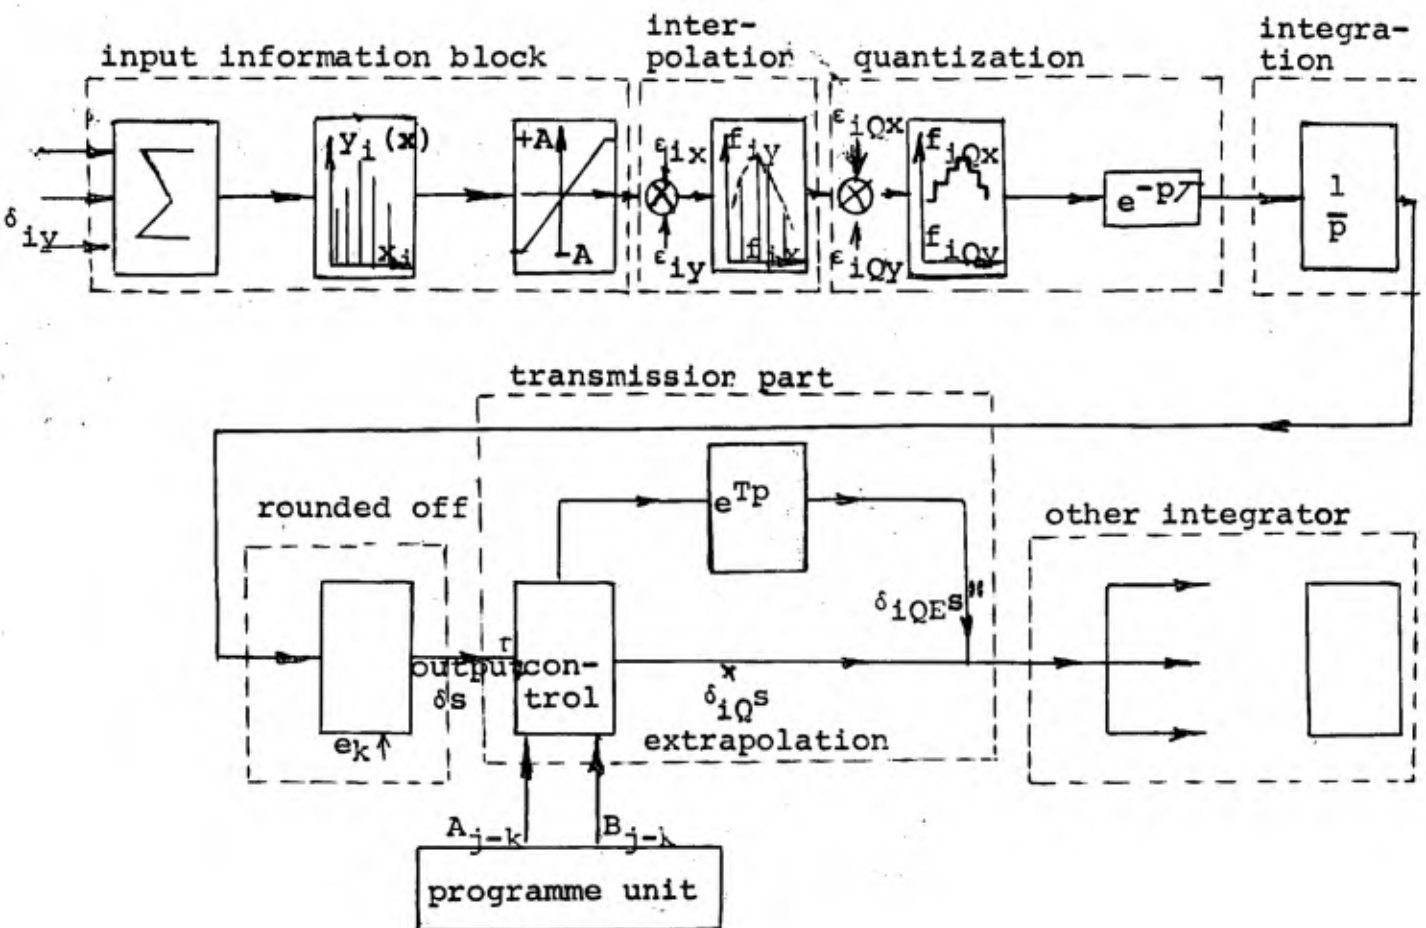 input information block
inter-
polation
quantization
integra-
tion
δiy
Σ
yi(x)
xi
+A
-A
εix
εiy
fiy
fix
εiQx
εiQy
fiQx
fiQy
e-pτ
1
p
transmission part
rounded off
eTp
other integrator
δiQEs"
output
δs
τ
con-
trol
δiQs
x
ek
extrapolation
Aj-k
Bj-k
programme unit